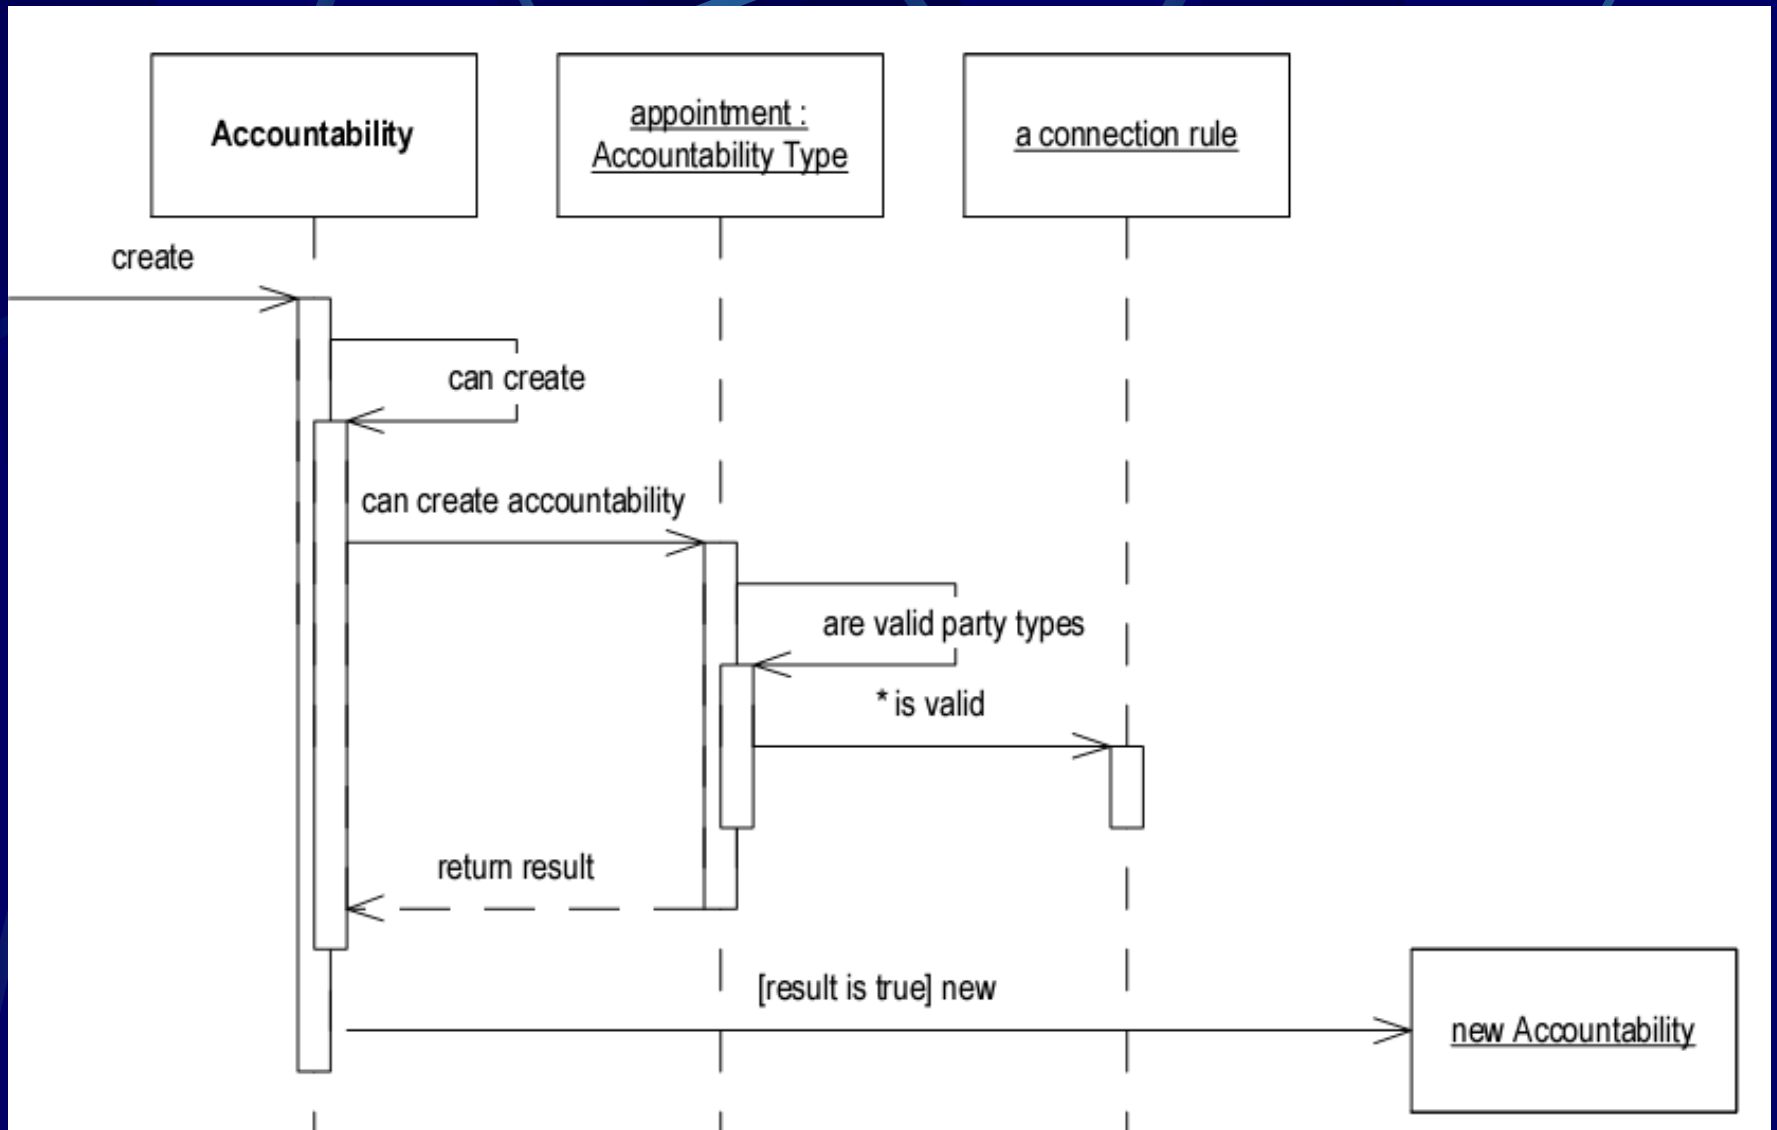 Accountability
appointment :
Accountability Type
a connection rule
create
can create
can create accountability
are valid party types
* is valid
return result
[result is true] new
new Accountability